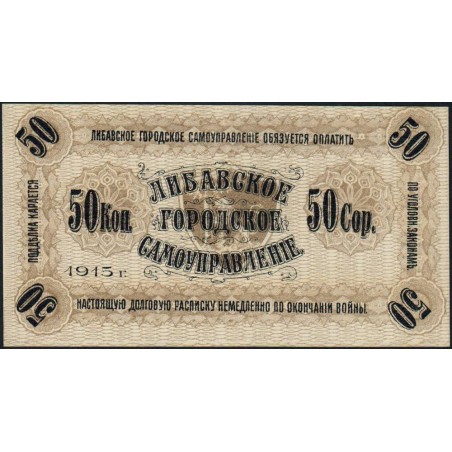 50
50
ЛИБАВСКОЕ ГОРОДСКОЕ САМОУПРАВЛЕНІЕ ОБЯЗУЕТСЯ ОПЛАТИТЬ
ПОДДѢЛКА КАРАЕТСЯ
ПО УГОЛОВН. ЗАКОНАМЪ
ЛИБАВСКОЕ
50 Коп.
ГОРОДСКОЕ
50 Сор.
САМОУПРАВЛЕНІЕ.
1915 г.
НАСТОЯЩУЮ ДОЛГОВУЮ РАСПИСКУ НЕМЕДЛЕННО ПО ОКОНЧАНІИ ВОЙНЫ.
50
50